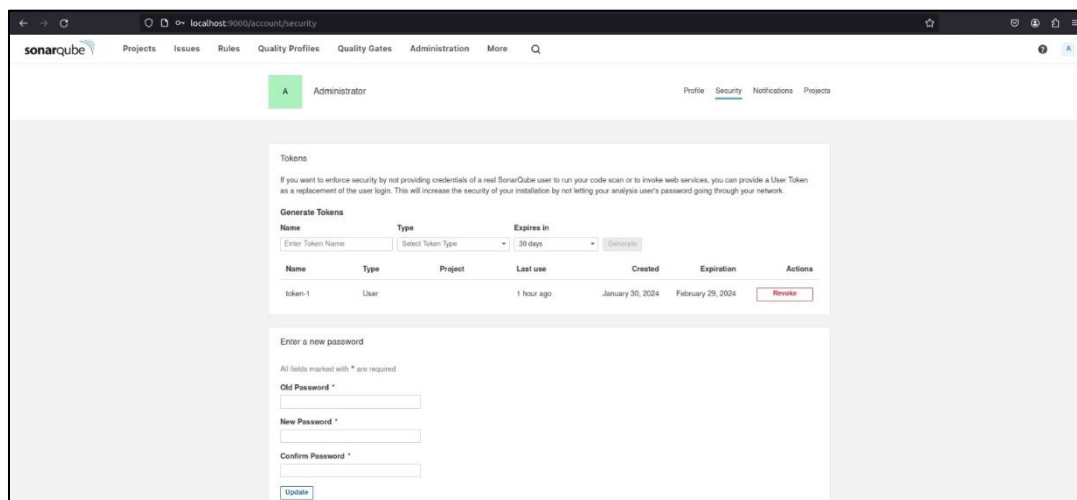 localhost:9000/account/security
sonarqube
Projects Issues Rules Quality Profiles Quality Gates Administration More
A
A Administrator
Profile Security Notifications Projects
Tokens
If you want to enforce security by not providing credentials of a real SonarQube user to run your code scan or to invoke web services, you can provide a User Token
as a replacement of the user login. This will increase the security of your installation by not letting your analysis user's password going through your network.
Generate Tokens
Name Type Expires in
Enter Token Name Select Token Type 30 days Generate
Name Type Project Last use Created Expiration Actions
token-1 User 1 hour ago January 30, 2024 February 29, 2024 Revoke
Enter a new password
All fields marked with * are required
Old Password *
New Password *
Confirm Password *
Update